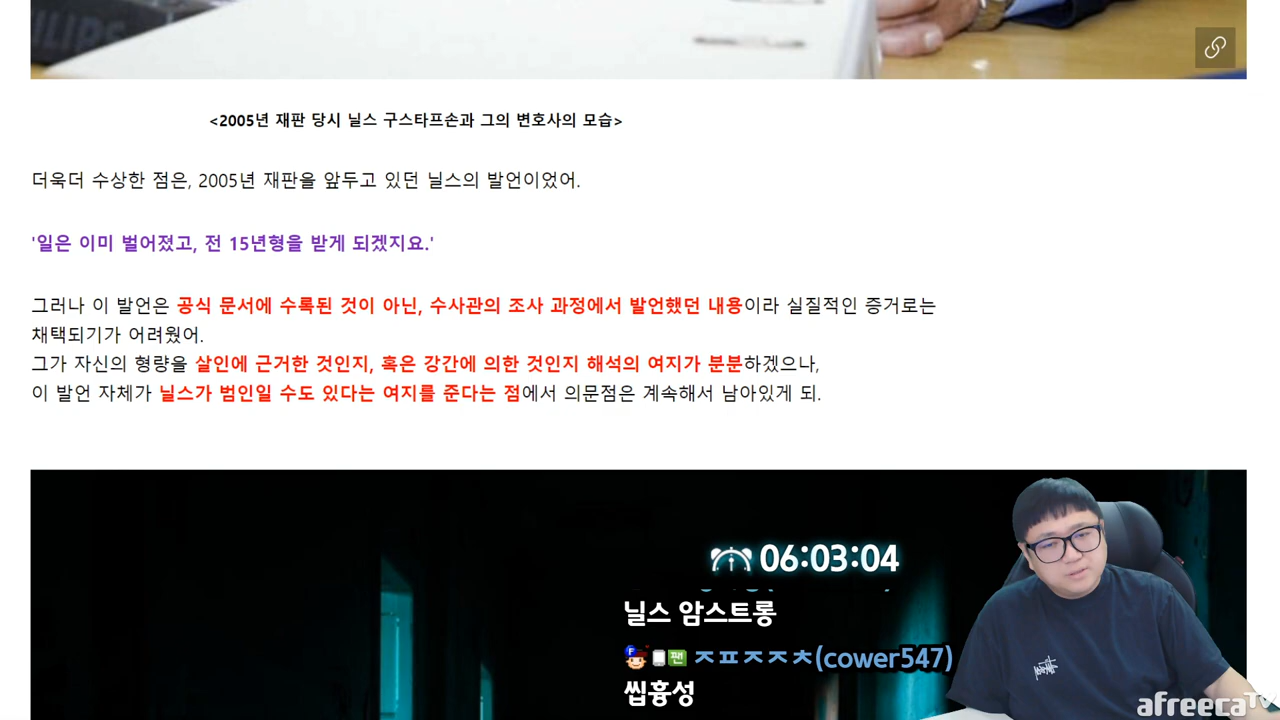 <2005년 재판 당시 닐스 구스타프손과 그의 변호사의 모습>
더욱더 수상한 점은, 2005년 재판을 앞두고 있던 닐스의 발언이었어.
'일은 이미 벌어졌고, 전 15년형을 받게 되겠지요.'
그러나 이 발언은 공식 문서에 수록된 것이 아닌, 수사관의 조사 과정에서 발언했던 내용이라 실질적인 증거로는
채택되기가 어려웠어.
그가 자신의 형량을 살인에 근거한 것인지, 혹은 강간에 의한 것인지 해석의 여지가 분분하겠으나,
이 발언 자체가 닐스가 범인일 수도 있다는 여지를 준다는 점에서 의문점은 계속해서 남아있게 되.
06:03:04
닐스 암스트롱
F 팬 ㅈㅍㅈㅈㅊ(cower547)
씹흉성
afreecaTV